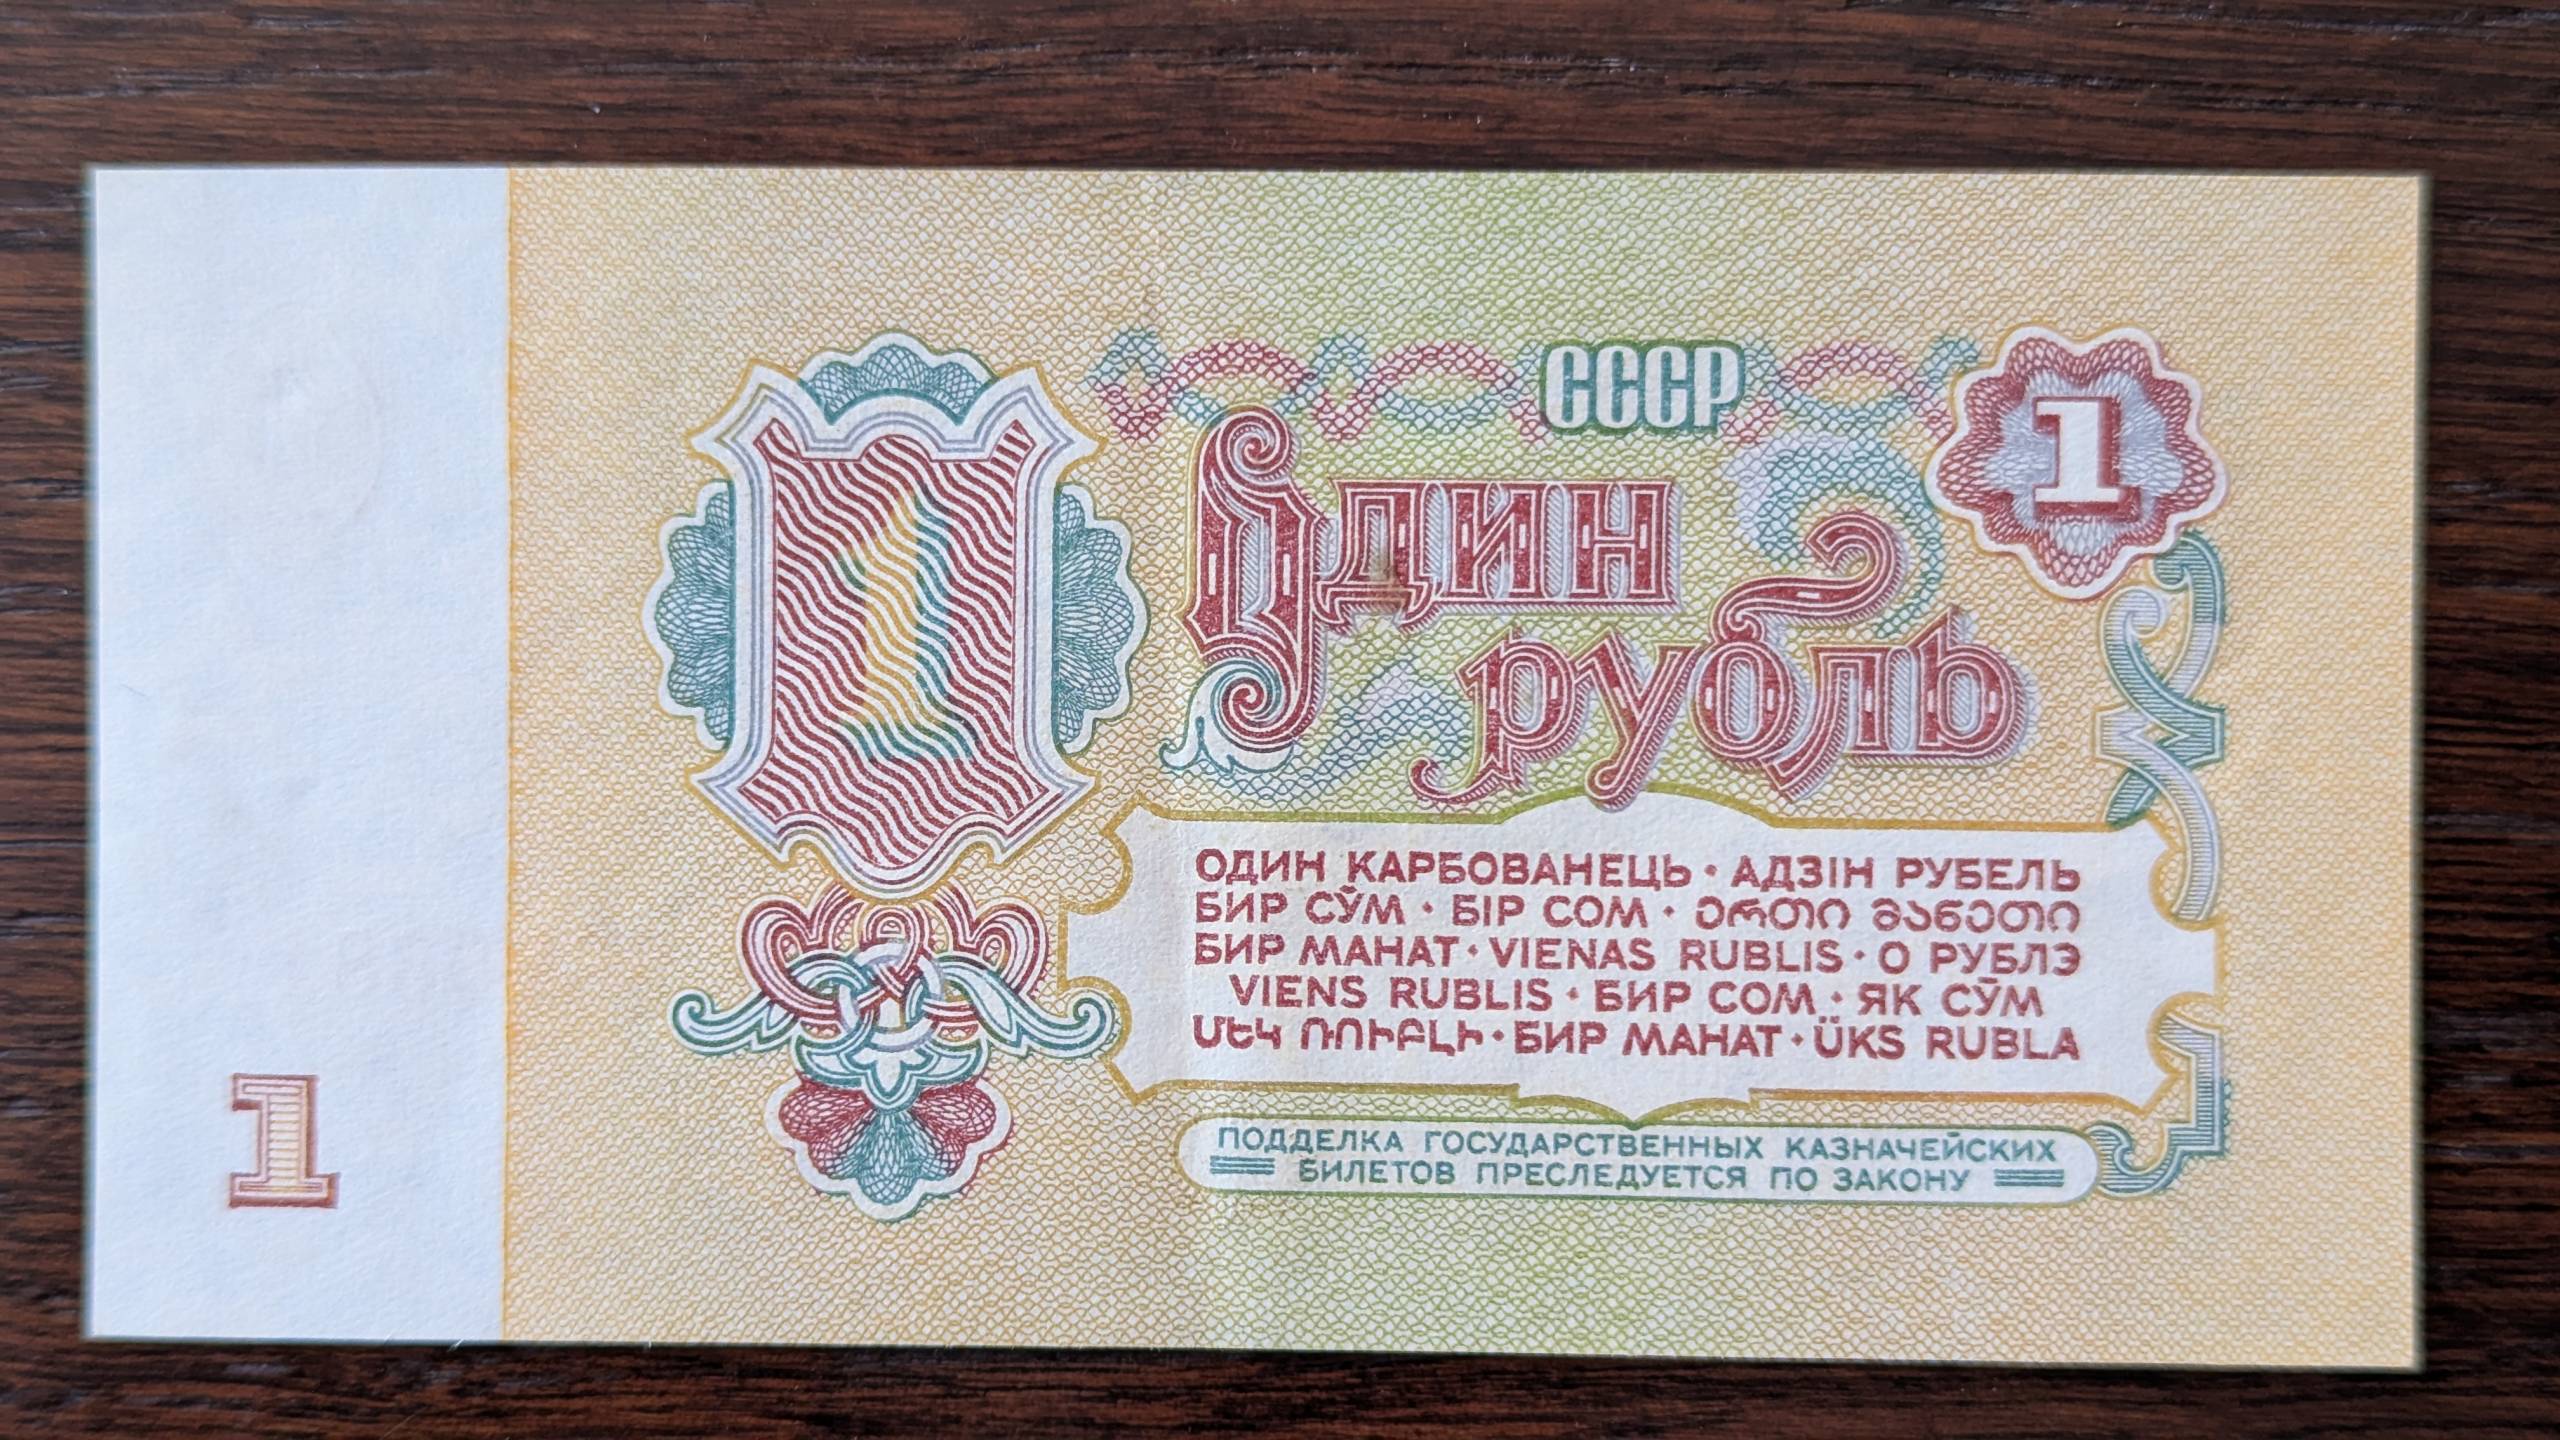 СССР
1
Один
рубль
1
ОДИН КАРБОВАНЕЦЬ · АДЗІН РУБЕЛЬ
БИР СЎМ · БІР СОМ · ᲔᲠᲗᲘ ᲛᲐᲜᲔᲗᲘ
БИР МАНАТ · VIENAS RUBLIS · О РУБЛЭ
VIENS RUBLIS · БИР СОМ · ЯК СӮМ
ՄԵԿ ՌՈՒԲԼԻ · БИР МАНАТ · ÜKS RUBLA
ПОДДЕЛКА ГОСУДАРСТВЕННЫХ КАЗНАЧЕЙСКИХ
БИЛЕТОВ ПРЕСЛЕДУЕТСЯ ПО ЗАКОНУ
1